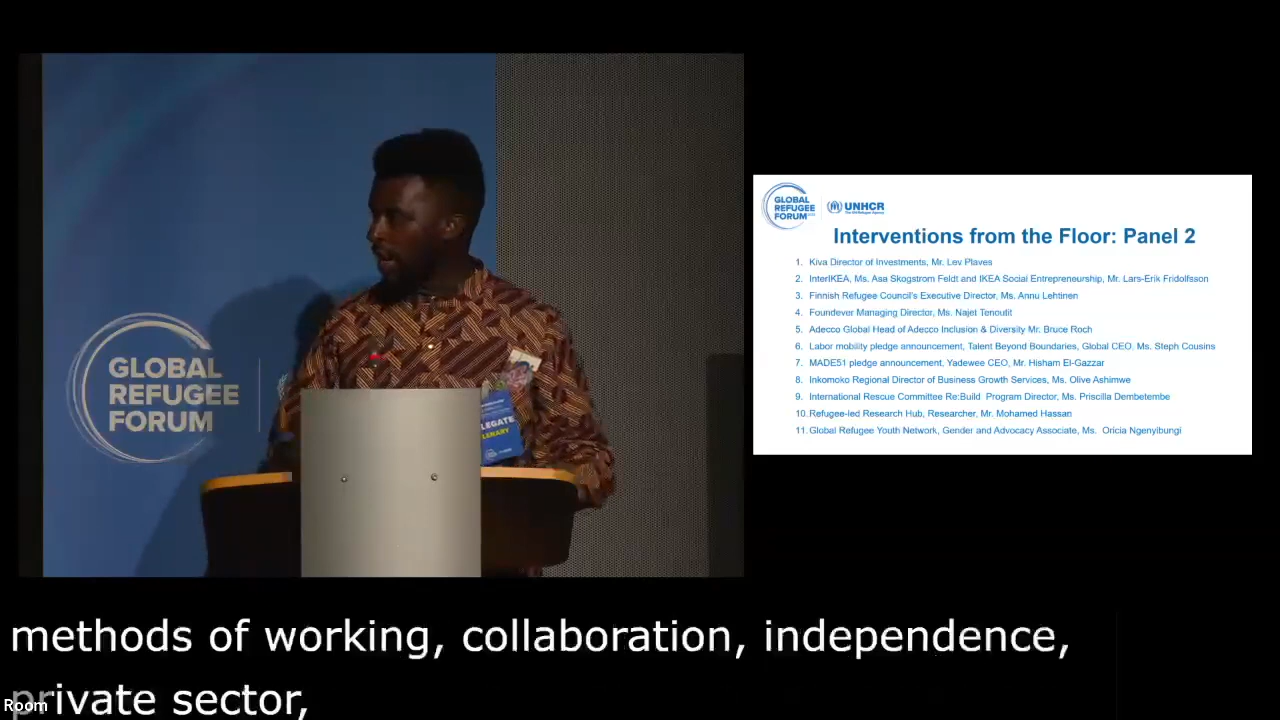 GLOBAL
REFUGEE
FORUM
LEGATE
LENARY
GLOBAL
REFUGEE
FORUM
UNHCR
The UN Refugee Agency
Interventions from the Floor: Panel 2
1. Kiva Director of Investments, Mr. Lev Plaves
2. InterIKEA, Ms. Asa Skogstrom Feldt and IKEA Social Entrepreneurship, Mr. Lars-Erik Fridolfsson
3. Finnish Refugee Council's Executive Director, Ms. Annu Lehtinen
4. Foundever Managing Director, Ms. Najet Tenoutit
5. Adecco Global Head of Adecco Inclusion & Diversity Mr. Bruce Roch
6. Labor mobility pledge announcement, Talent Beyond Boundaries, Global CEO. Ms. Steph Cousins
7. MADE51 pledge announcement, Yadewee CEO, Mr. Hisham El-Gazzar
8. Inkomoko Regional Director of Business Growth Services, Ms. Olive Ashimwe
9. International Rescue Committee Re:Build Program Director, Ms. Priscilla Dembetembe
10. Refugee-led Research Hub, Researcher, Mr. Mohamed Hassan
11. Global Refugee Youth Network, Gender and Advocacy Associate, Ms. Oricia Ngenyibungi
methods of working, collaboration, independence,
private sector,
Room